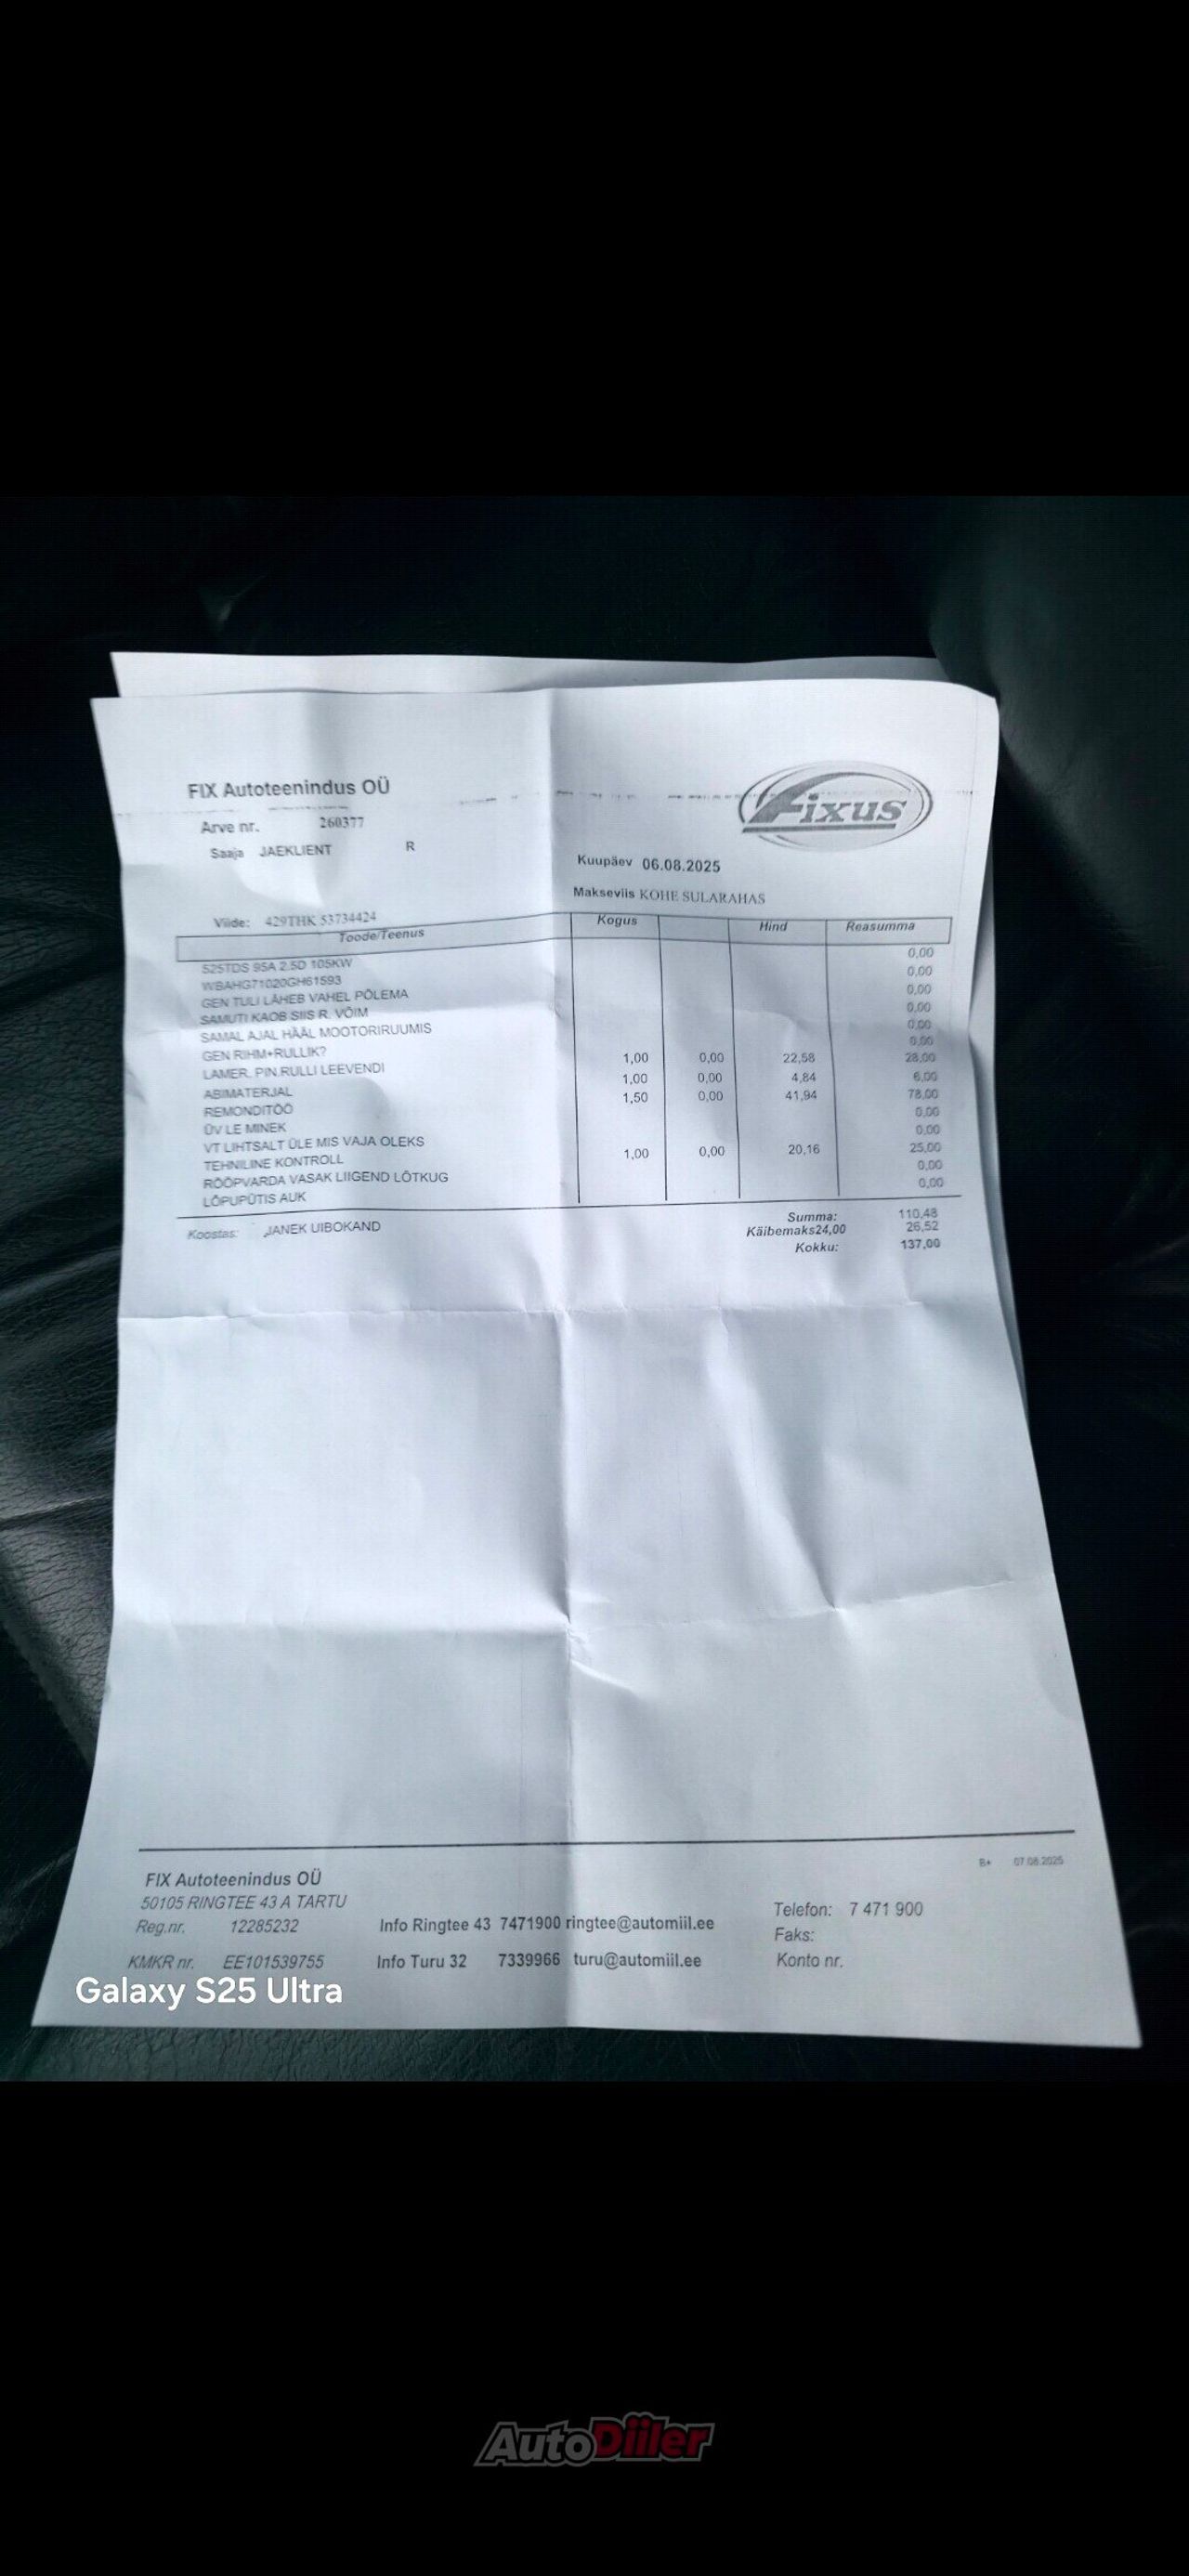 FIX Autoteenindus OÜ
Fixus
Arve nr. 260377
Saaja JAEKLIENT R
Kuupäev 06.08.2025
Makseviis KOHE SULARAHAS
Viide: 429THK 53734424
Toode/Teenus Kogus Hind Reasumma
525TDS 95A 2.5D 105KW 0,00
WBAHG71020GH61593 0,00
GEN TULI LÄHEB VAHEL PÕLEMA 0,00
SAMUTI KAOB SIIS R. VÕIM 0,00
SAMAL AJAL HÄÄL MOOTORIRUUMIS 0,00
GEN RIHM+RULLIK? 0,00
LAMER. PIN.RULLI LEEVENDI 1,00 0,00 22,58 28,00
ABIMATERJAL 1,00 0,00 4,84 6,00
REMONDITÖÖ 1,50 0,00 41,94 78,00
ÜV LE MINEK 0,00
VT LIHTSALT ÜLE MIS VAJA OLEKS 0,00
TEHNILINE KONTROLL 1,00 0,00 20,16 25,00
RÖÖPVARDA VASAK LIIGEND LÕTKUG 0,00
LÕPUPÜTIS AUK 0,00
Koostas: JANEK UIBOKAND
Summa: 110,48
Käibemaks24,00 26,52
Kokku: 137,00
B+ 07.08.2025
FIX Autoteenindus OÜ
50105 RINGTEE 43 A TARTU
Reg.nr. 12285232
KMKR nr. EE101539755
Info Ringtee 43 7471900 ringtee@automiil.ee
Info Turu 32 7339966 turu@automiil.ee
Telefon: 7 471 900
Faks:
Konto nr.
Galaxy S25 Ultra
AutoDiiler